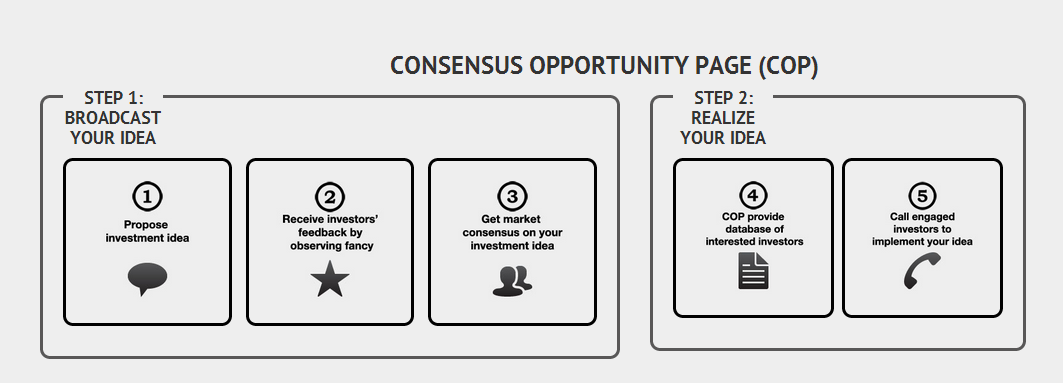 CONSENSUS OPPORTUNITY PAGE (COP)
STEP 1:
BROADCAST
YOUR IDEA
1
Propose
investment idea
2
Receive investors'
feedback by
observing fancy
3
Get market
consensus on your
investment idea
STEP 2:
REALIZE
YOUR IDEA
4
COP provide
database of
interested investors
5
Call engaged
investors to
implement your idea